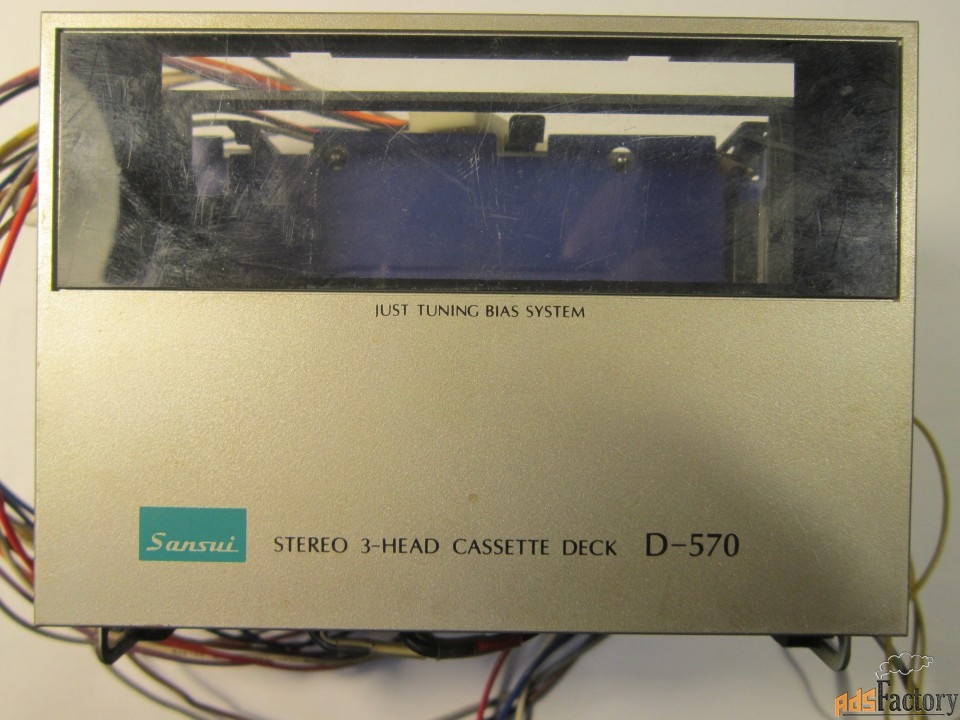 JUST TUNING BIAS SYSTEM
Sansui STEREO 3-HEAD CASSETTE DECK D-570
AdsFactory